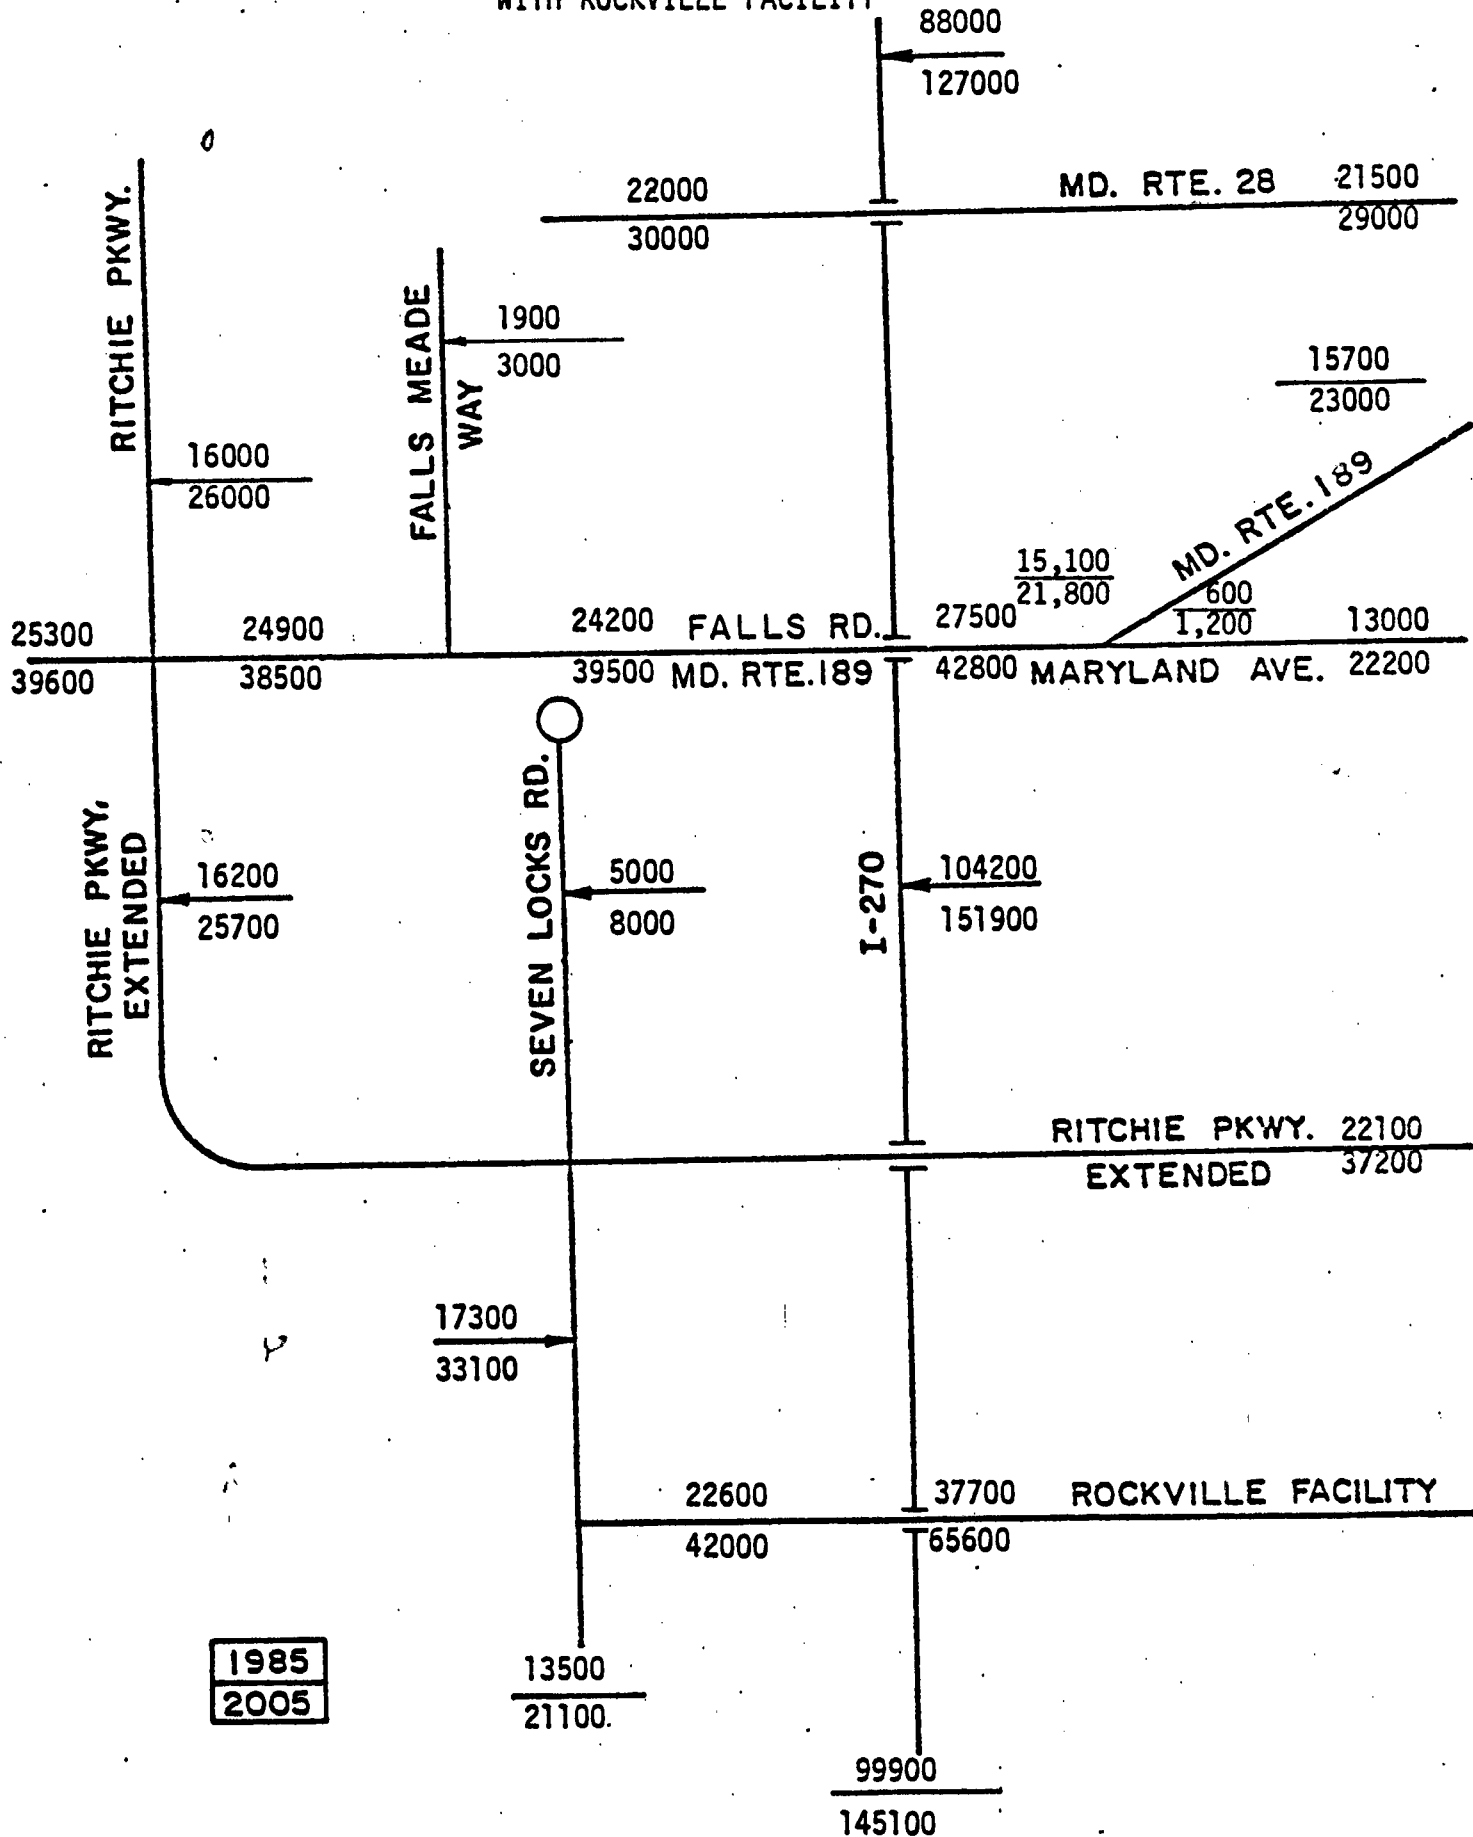 WITH ROCKVILLE FACILITY
88000
127000
RITCHIE PKWY.
22000
30000
MD. RTE. 28
21500
29000
FALLS MEADE
WAY
1900
3000
15700
23000
16000
26000
MD. RTE. 189
15,100
21,800
600
1,200
25300
39600
24900
38500
24200
39500
FALLS RD.
MD. RTE. 189
27500
42800
MARYLAND AVE.
13000
22200
RITCHIE PKWY.
EXTENDED
16200
25700
SEVEN LOCKS RD.
5000
8000
I-270
104200
151900
RITCHIE PKWY.
EXTENDED
22100
37200
17300
33100
22600
42000
37700
65600
ROCKVILLE FACILITY
1985
2005
13500
21100
99900
145100